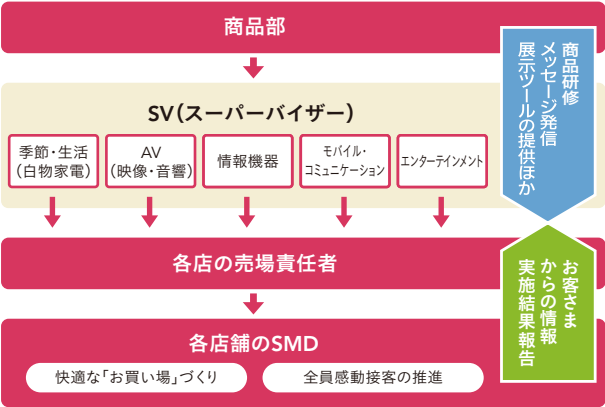 商品部
SV(スーパーバイザー)
季節・生活
(白物家電)
AV
(映像・音響)
情報機器
モバイル・
コミュニケーション
エンターテインメント
各店の売場責任者
各店舗のSMD
快適な「お買い場」づくり
全員感動接客の推進
商品研修
メッセージ発信
展示ツールの提供ほか
お客さま
からの情報
実施結果報告